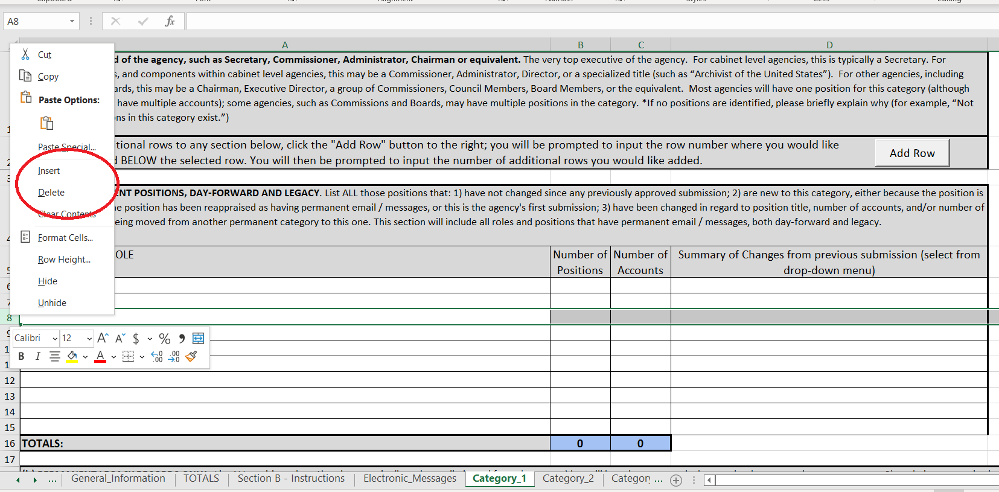 A8
fx
A B C D
Cut
Copy
Paste Options:
Paste Special...
Insert
Delete
Clear Contents
Format Cells...
Row Height...
Hide
Unhide
d of the agency, such as Secretary, Commissioner, Administrator, Chairman or equivalent. The very top executive of the agency. For cabinet level agencies, this is typically a Secretary. For
s, and components within cabinet level agencies, this may be a Commissioner, Administrator, Director, or a specialized title (such as “Archivist of the United States”). For other agencies, including
ards, this may be a Chairman, Executive Director, a group of Commissioners, Council Members, Board Members, or the equivalent. Most agencies will have one position for this category (although
have multiple accounts); some agencies, such as Commissions and Boards, may have multiple positions in the category. *If no positions are identified, please briefly explain why (for example, “Not
ns in this category exist.”)
itional rows to any section below, click the "Add Row" button to the right; you will be prompted to input the row number where you would like
d BELOW the selected row. You will then be prompted to input the number of additional rows you would like added.
Add Row
NT POSITIONS, DAY-FORWARD AND LEGACY. List ALL those positions that: 1) have not changed since any previously approved submission; 2) are new to this category, either because the position is
e position has been reappraised as having permanent email / messages, or this is the agency's first submission; 3) have been changed in regard to position title, number of accounts, and/or number of
eing moved from another permanent category to this one. This section will include all roles and positions that have permanent email / messages, both day-forward and legacy.
OLE
Number of
Positions
Number of
Accounts
Summary of Changes from previous submission (select from
drop-down menu)
8
Calibri 12 A A $ % 9
B I A .00 .00
12
13
14
15
16 TOTALS: 0 0
17
... General_Information TOTALS Section B - Instructions Electronic_Messages Category_1 Category_2 Category ...